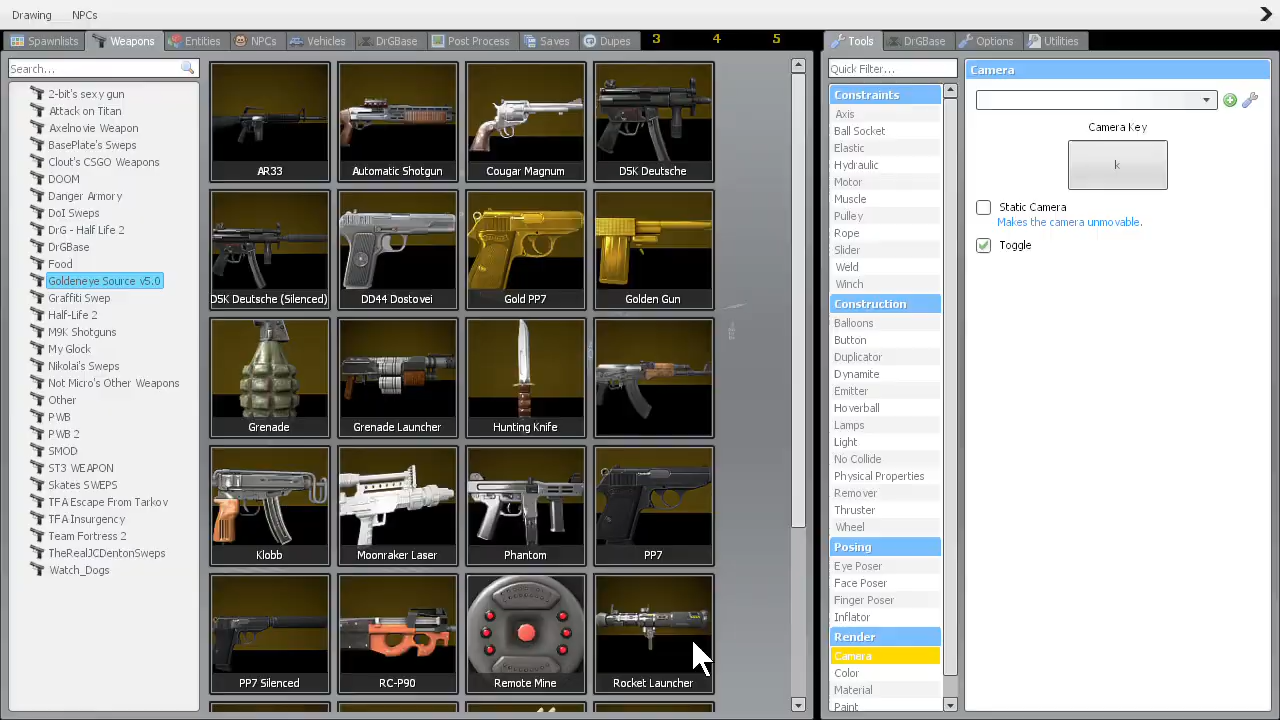 Drawing NPCs
Spawnlists Weapons Entities NPCs Vehicles DrGBase Post Process Saves Dupes 3 4 5
Tools DrGBase Options Utilities
Search...
2-bit's sexy gun
Attack on Titan
Axelnovie Weapon
BasePlate's Sweps
Clout's CSGO Weapons
DOOM
Danger Armory
DoI Sweps
DrG - Half Life 2
DrGBase
Food
Goldeneye Source v5.0
Graffiti Swep
Half-Life 2
M9K Shotguns
My Glock
Nikolai's Sweps
Not Micro's Other Weapons
Other
PWB
PWB 2
SMOD
ST3 WEAPON
Skates SWEPS
TFA Escape From Tarkov
TFA Insurgency
Team Fortress 2
TheRealJCDentonSweps
Watch_Dogs
AR33 Automatic Shotgun Cougar Magnum D5K Deutsche
D5K Deutsche (Silenced) DD44 Dostovei Gold PP7 Golden Gun
Grenade Grenade Launcher Hunting Knife
Klobb Moonraker Laser Phantom PP7
PP7 Silenced RC-P90 Remote Mine Rocket Launcher
Quick Filter...
Constraints
Axis
Ball Socket
Elastic
Hydraulic
Motor
Muscle
Pulley
Rope
Slider
Weld
Winch
Construction
Balloons
Button
Duplicator
Dynamite
Emitter
Hoverball
Lamps
Light
No Collide
Physical Properties
Remover
Thruster
Wheel
Posing
Eye Poser
Face Poser
Finger Poser
Inflator
Render
Camera
Color
Material
Paint
Camera
Camera Key
k
Static Camera
Makes the camera unmovable.
Toggle